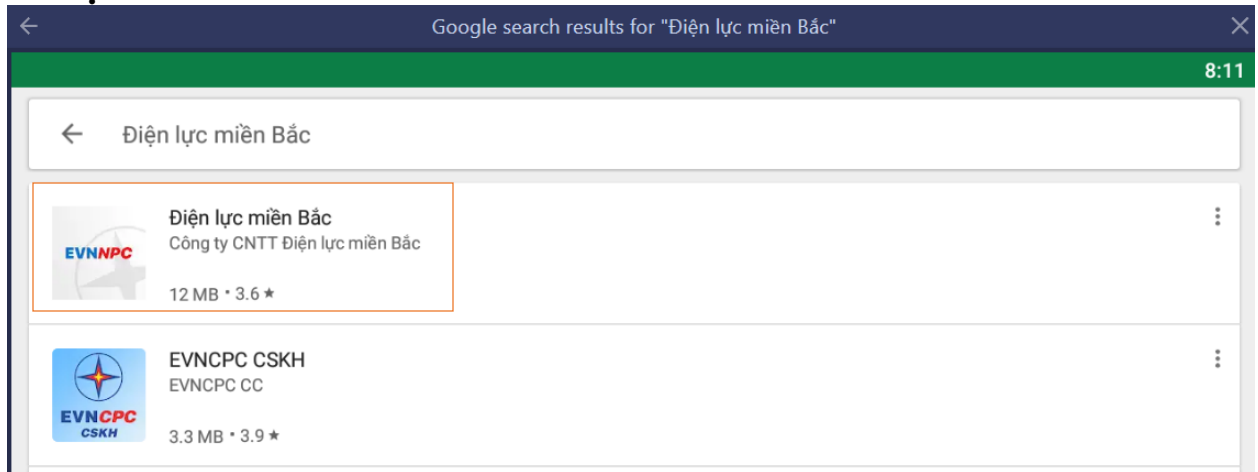 Google search results for "Điện lực miền Bắc"
8:11
Điện lực miền Bắc
EVNNPC
Điện lực miền Bắc
Công ty CNTT Điện lực miền Bắc
12 MB • 3.6 ★
EVNCPC
CSKH
EVNCPC CSKH
EVNCPC CC
3.3 MB • 3.9 ★